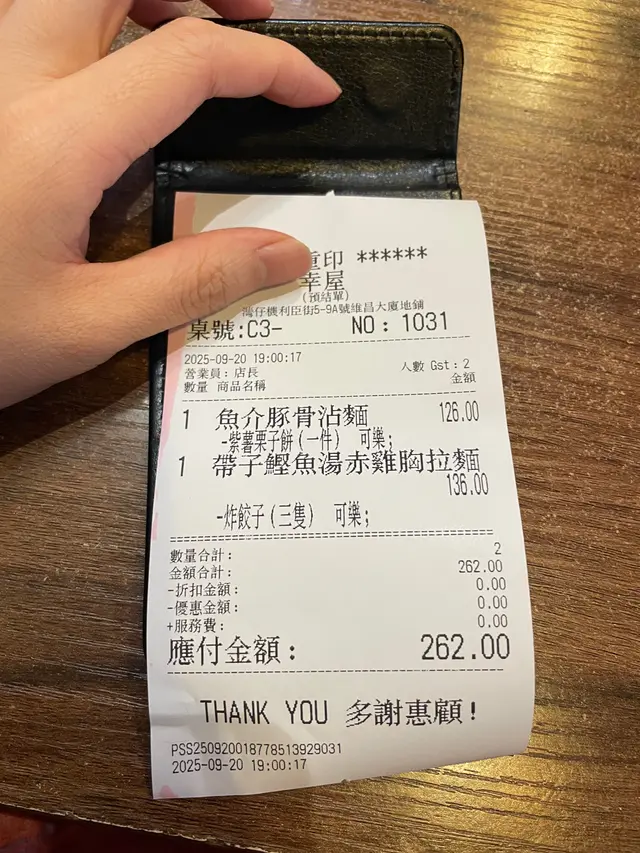 重印 ******
幸屋
(預結單)
灣仔機利臣街5-9A號維昌大廈地鋪
桌號:C3- NO: 1031
2025-09-20 19:00:17
營業員: 店長 人數 Gst: 2
數量 商品名稱 金額
1 魚介豚骨沾麵 126.00
-紫薯栗子餅(一件) 可樂;
1 帶子鰹魚湯赤雞胸拉麵
136.00
-炸餃子(三隻) 可樂;
數量合計: 2
金額合計: 262.00
-折扣金額: 0.00
-優惠金額: 0.00
+服務費: 0.00
應付金額: 262.00
THANK YOU 多謝惠顧!
PSS250920018778513929031
2025-09-20 19:00:17